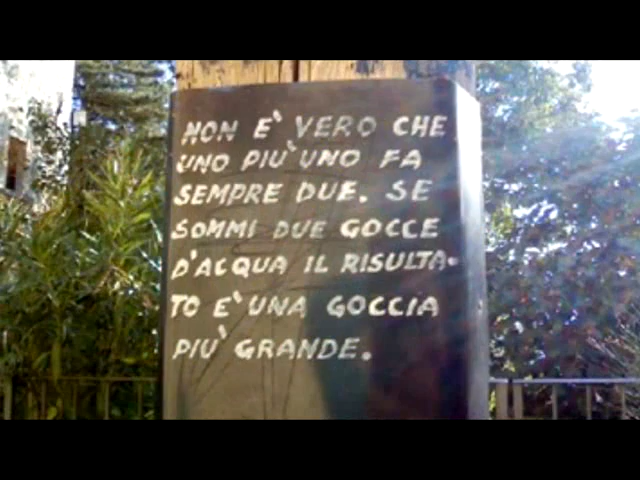 NON E' VERO CHE
UNO PIU' UNO FA
SEMPRE DUE. SE
SOMMI DUE GOCCE
D'ACQUA IL RISULTA-
TO E' UNA GOCCIA
PIU' GRANDE.